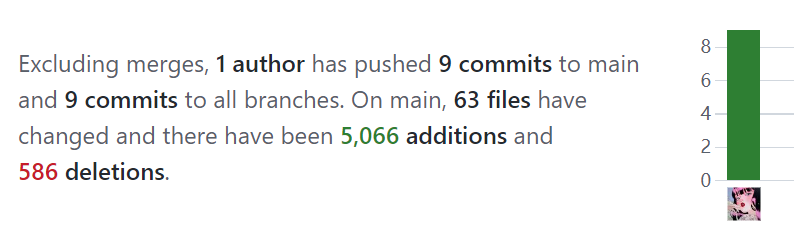 Excluding merges, 1 author has pushed 9 commits to main
and 9 commits to all branches. On main, 63 files have
changed and there have been 5,066 additions and
586 deletions.
8
6
4
2
0